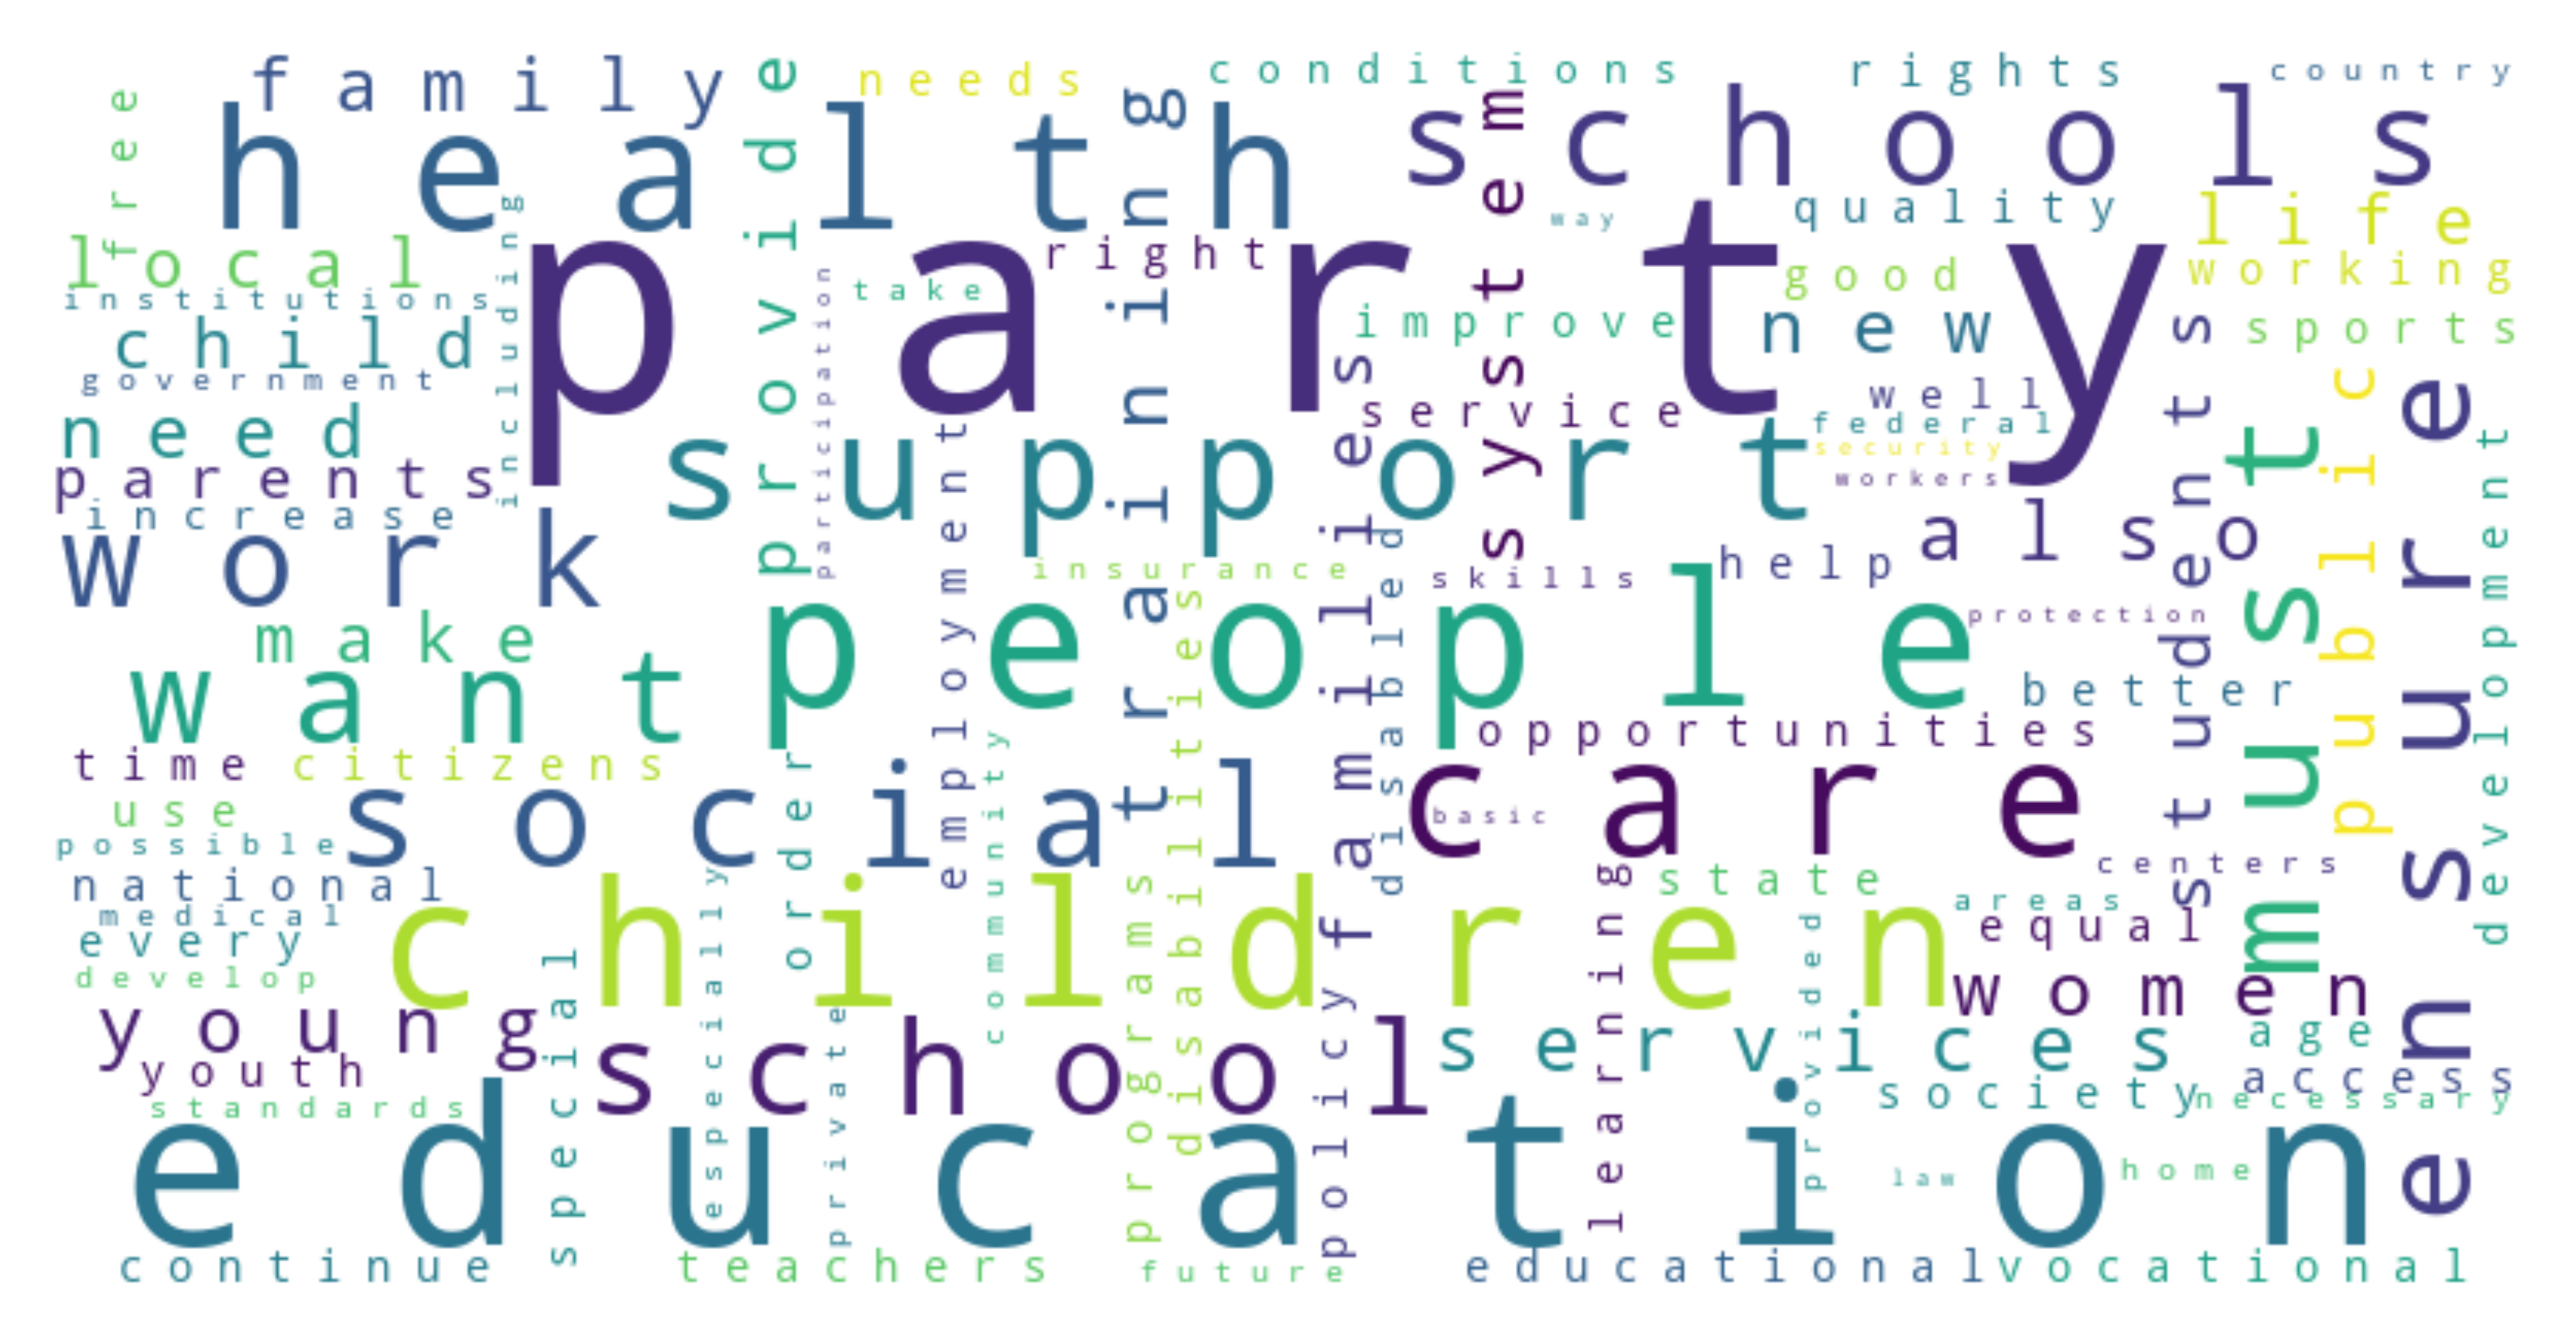 family
needs
conditions
rights
country
free
health
provide
training
schools
system
quality
way
life
local
including
party
right
good
working
institutions
participation
take
improve
new
sports
child
government
students
public
need
service
well
federal
security
workers
parents
support
employment
families
must
ensure
development
increase
work
disabled
also
insurance
skills
help
make
people
disabilities
protection
want
better
opportunities
time
citizens
order
community
use
social
care
basic
possible
centers
national
especially
children
programs
learning
state
areas
medical
every
equal
develop
special
provided
women
young
school
private
policy
services
age
youth
society
access
standards
necessary
education
law
home
continue
teachers
future
educational
vocational